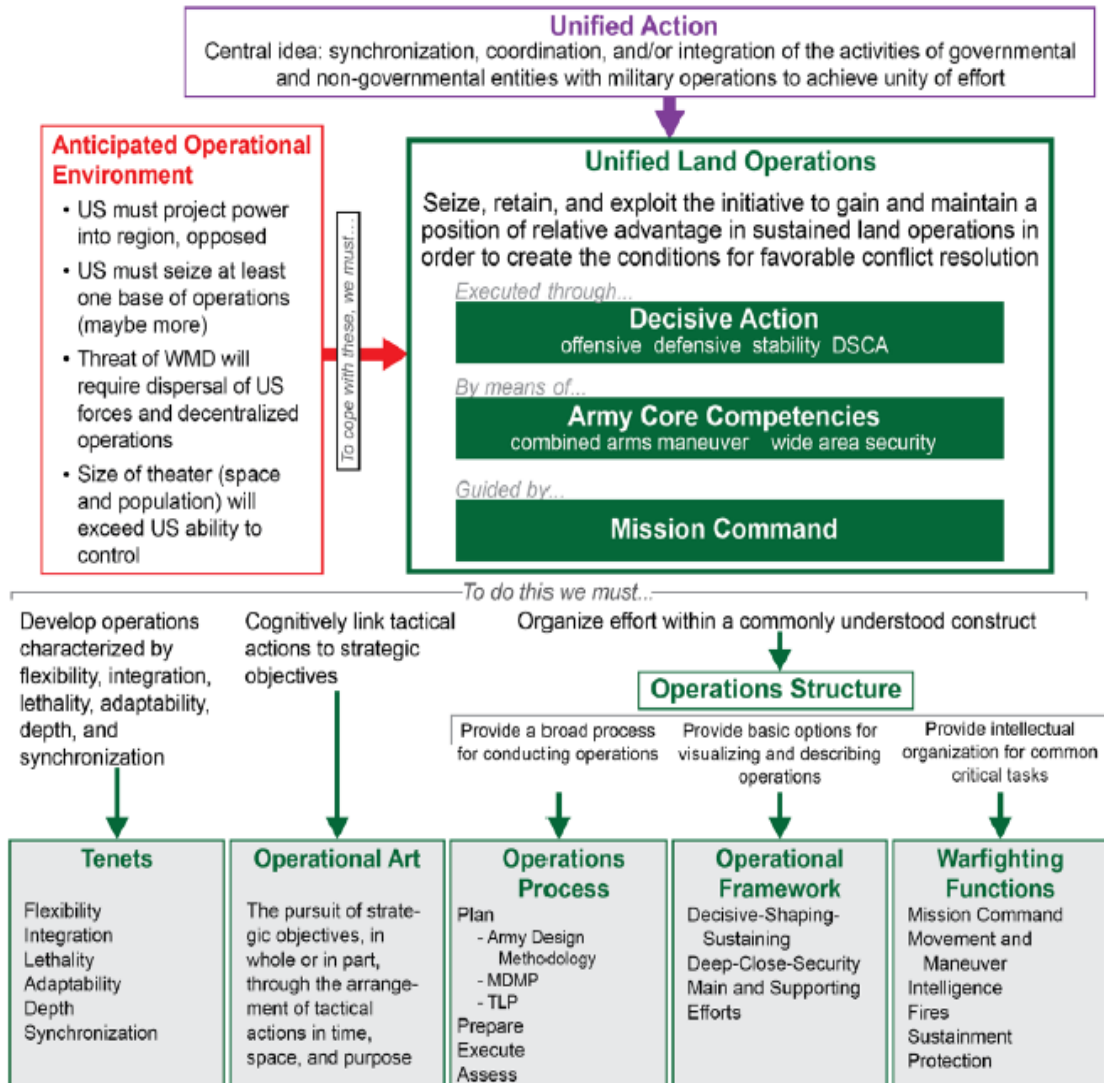 Unified Action
Central idea: synchronization, coordination, and/or integration of the activities of governmental
and non-governmental entities with military operations to achieve unity of effort
Anticipated Operational
Environment
• US must project power
into region, opposed
• US must seize at least
one base of operations
(maybe more)
• Threat of WMD will
require dispersal of US
forces and decentralized
operations
• Size of theater (space
and population) will
exceed US ability to
control
To cope with these, we must...
Unified Land Operations
Seize, retain, and exploit the initiative to gain and maintain a
position of relative advantage in sustained land operations in
order to create the conditions for favorable conflict resolution
Executed through...
Decisive Action
offensive defensive stability DSCA
By means of...
Army Core Competencies
combined arms maneuver wide area security
Guided by...
Mission Command
To do this we must...
Develop operations
characterized by
flexibility, integration,
lethality, adaptability,
depth, and
synchronization
Cognitively link tactical
actions to strategic
objectives
Organize effort within a commonly understood construct
Operations Structure
Provide a broad process
for conducting operations
Provide basic options for
visualizing and describing
operations
Provide intellectual
organization for common
critical tasks
Tenets
Flexibility
Integration
Lethality
Adaptability
Depth
Synchronization
Operational Art
The pursuit of strate-
gic objectives, in
whole or in part,
through the arrange-
ment of tactical
actions in time,
space, and purpose
Operations
Process
Plan
- Army Design
Methodology
- MDMP
- TLP
Prepare
Execute
Assess
Operational
Framework
Decisive-Shaping-
Sustaining
Deep-Close-Security
Main and Supporting
Efforts
Warfighting
Functions
Mission Command
Movement and
Maneuver
Intelligence
Fires
Sustainment
Protection